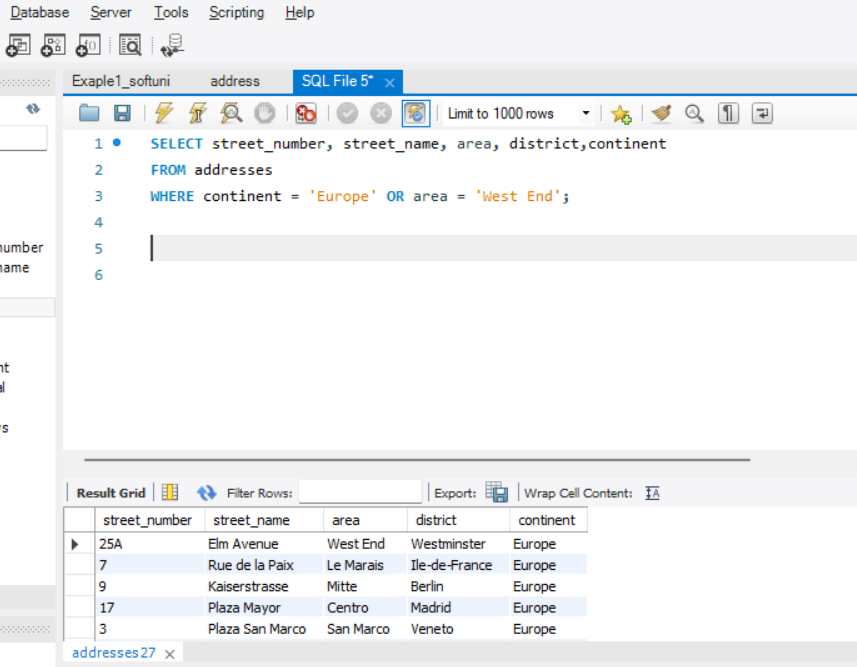 Database Server Tools Scripting Help
Exaple1_softuni address SQL File 5*
Limit to 1000 rows
1 SELECT street_number, street_name, area, district,continent
2 FROM addresses
3 WHERE continent = 'Europe' OR area = 'West End';
4
5
6
Result Grid Filter Rows: Export: Wrap Cell Content:
street_number street_name area district continent
25A Elm Avenue West End Westminster Europe
7 Rue de la Paix Le Marais Ile-de-France Europe
9 Kaiserstrasse Mitte Berlin Europe
17 Plaza Mayor Centro Madrid Europe
3 Plaza San Marco San Marco Veneto Europe
addresses27